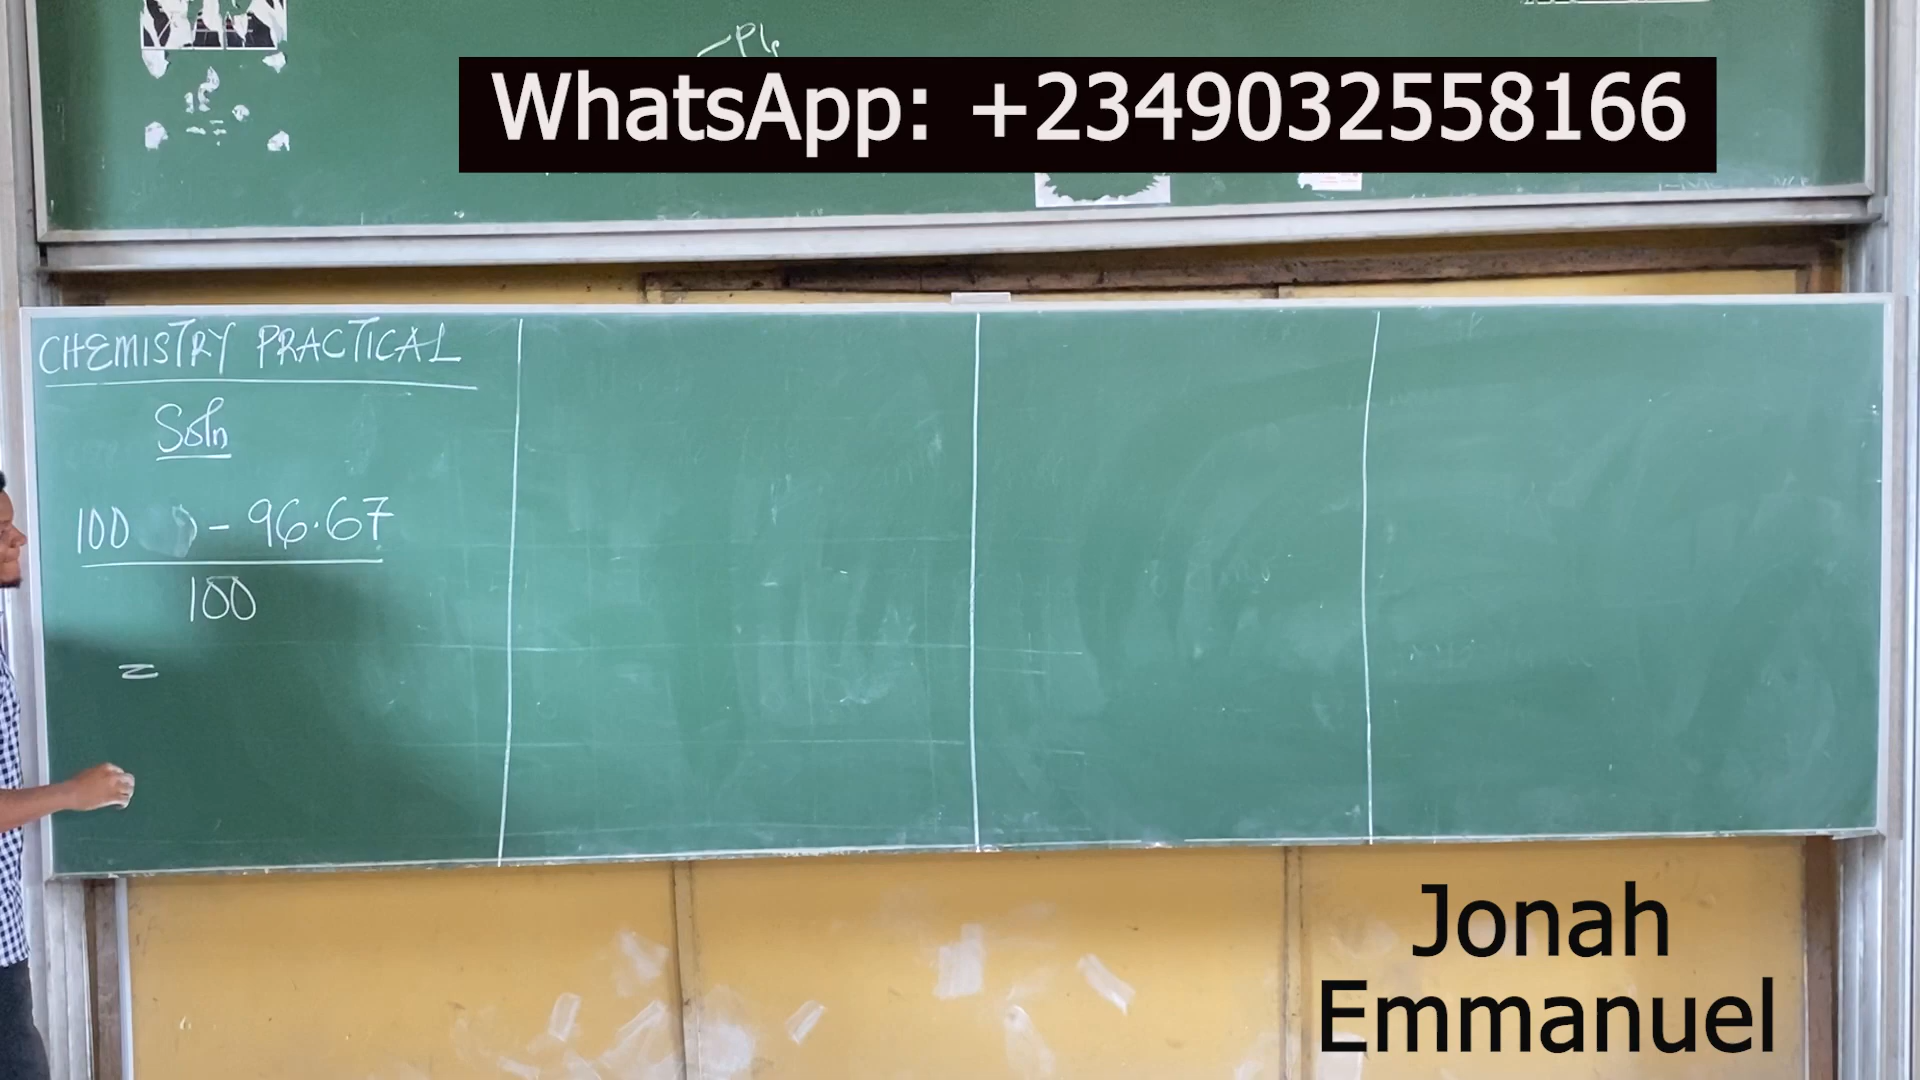 WhatsApp: +2349032558166
CHEMISTRY PRACTICAL
Soln
100 - 96.67
100
=
Jonah
Emmanuel